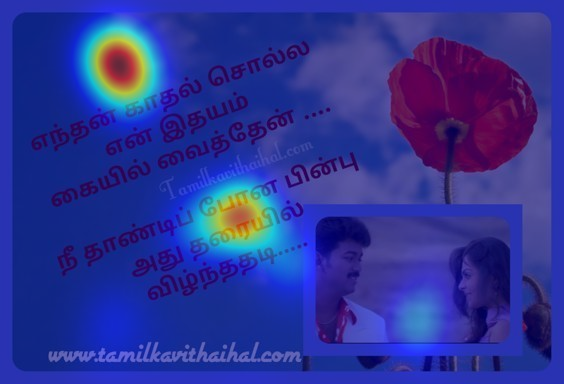 எந்தன் காதல் சொல்ல
என் இதயம்
கையில் வைத்தேன் ....
Tamilkavithaihal.com
நீ தாண்டிப் போன பின்பு
அது தரையில்
விழ்ந்ததடி.....
www.tamilkavithaihal.com